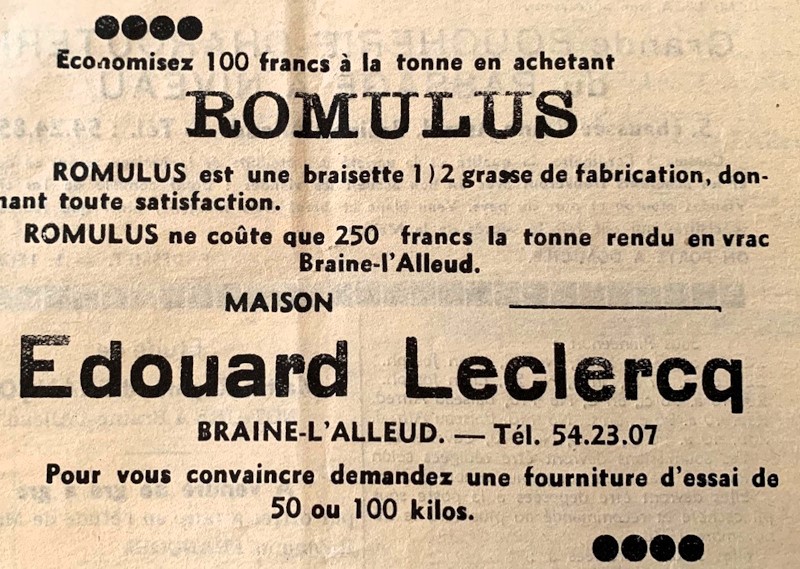 Economisez 100 francs à la tonne en achetant
ROMULUS
ROMULUS est une braisette 1)2 grasse de fabrication, don-
nant toute satisfaction.
ROMULUS ne coûte que 250 francs la tonne rendu en vrac
Braine-l'Alleud.
MAISON
Edouard Leclercq
BRAINE-L'ALLEUD. — Tél. 54.23.07
Pour vous convaincre demandez une fourniture d'essai de
50 ou 100 kilos.